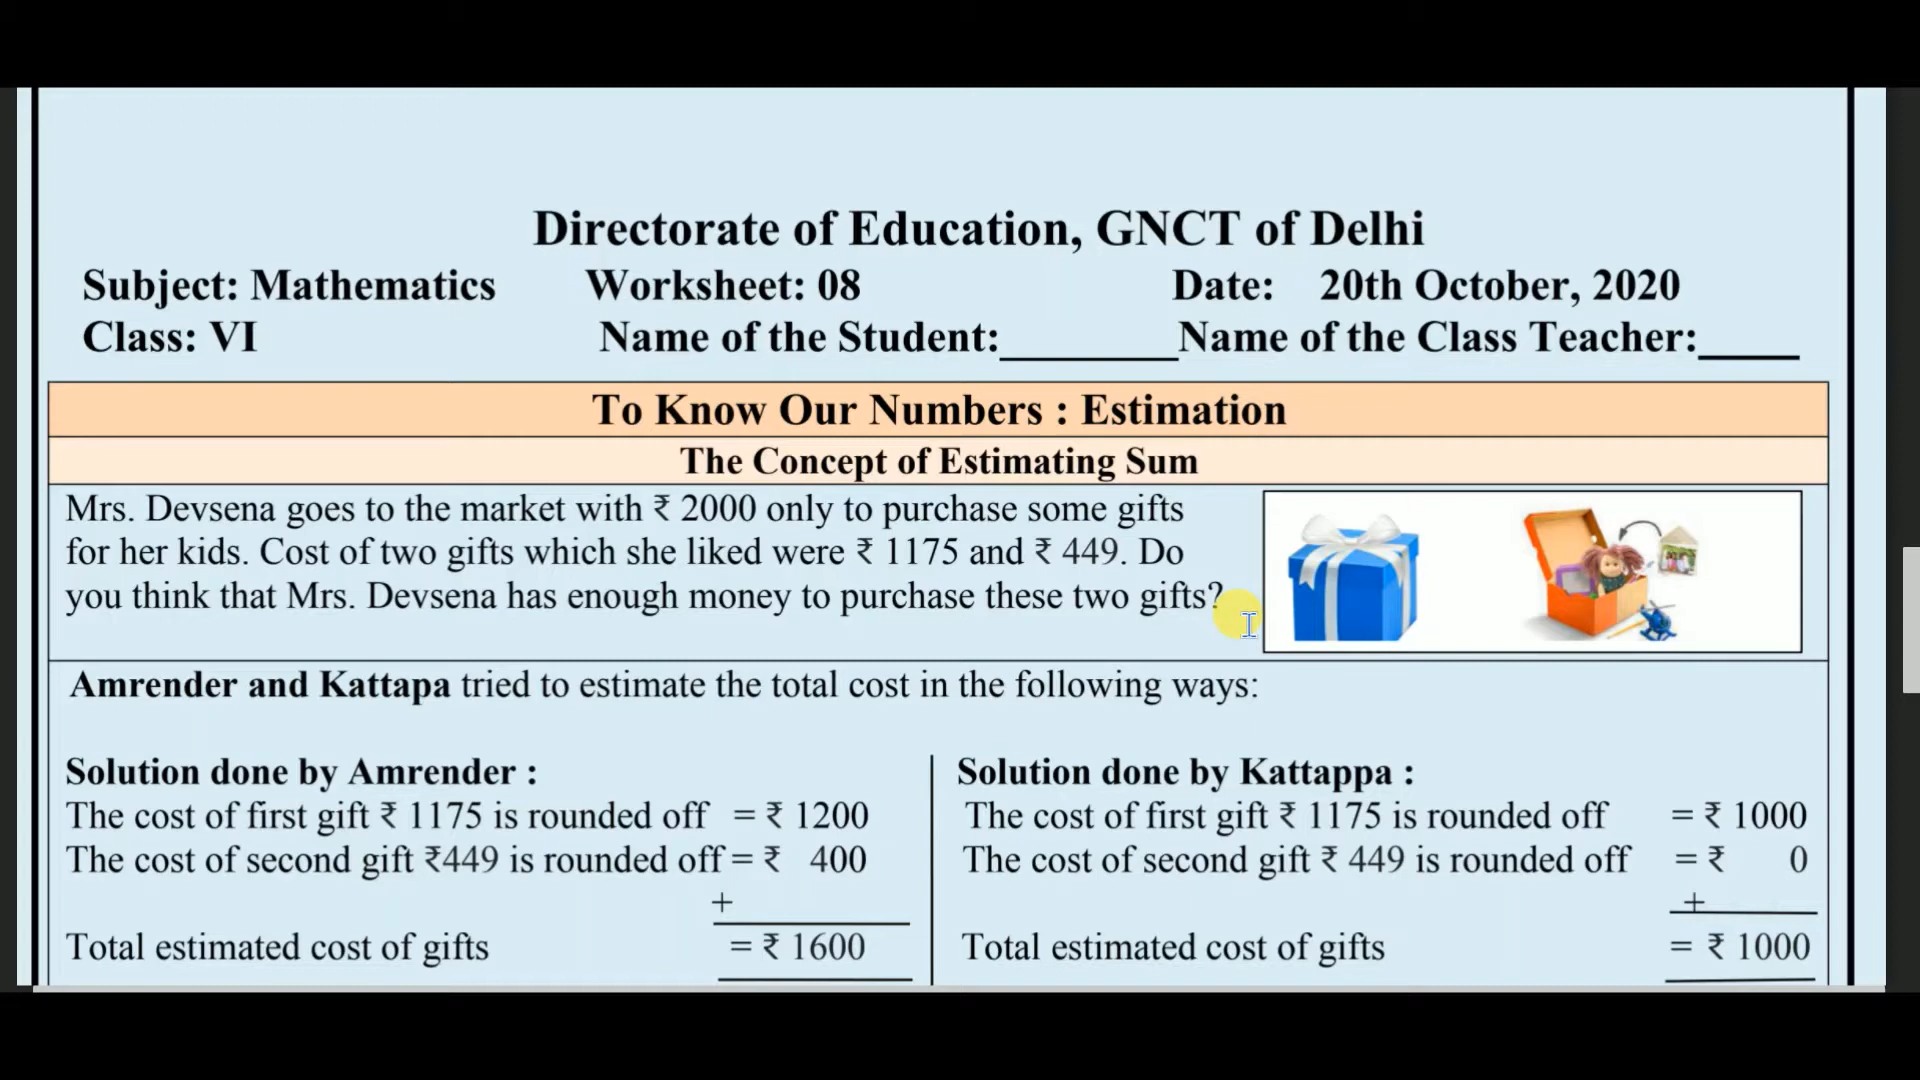 Directorate of Education, GNCT of Delhi
Subject: Mathematics Worksheet: 08 Date: 20th October, 2020
Class: VI Name of the Student:________Name of the Class Teacher:_____
To Know Our Numbers : Estimation
The Concept of Estimating Sum
Mrs. Devsena goes to the market with ₹ 2000 only to purchase some gifts
for her kids. Cost of two gifts which she liked were ₹ 1175 and ₹ 449. Do
you think that Mrs. Devsena has enough money to purchase these two gifts?
Amrender and Kattapa tried to estimate the total cost in the following ways:
Solution done by Amrender :
The cost of first gift ₹ 1175 is rounded off = ₹ 1200
The cost of second gift ₹449 is rounded off = ₹ 400
+
Total estimated cost of gifts = ₹ 1600
Solution done by Kattappa :
The cost of first gift ₹ 1175 is rounded off = ₹ 1000
The cost of second gift ₹ 449 is rounded off = ₹ 0
+
Total estimated cost of gifts = ₹ 1000